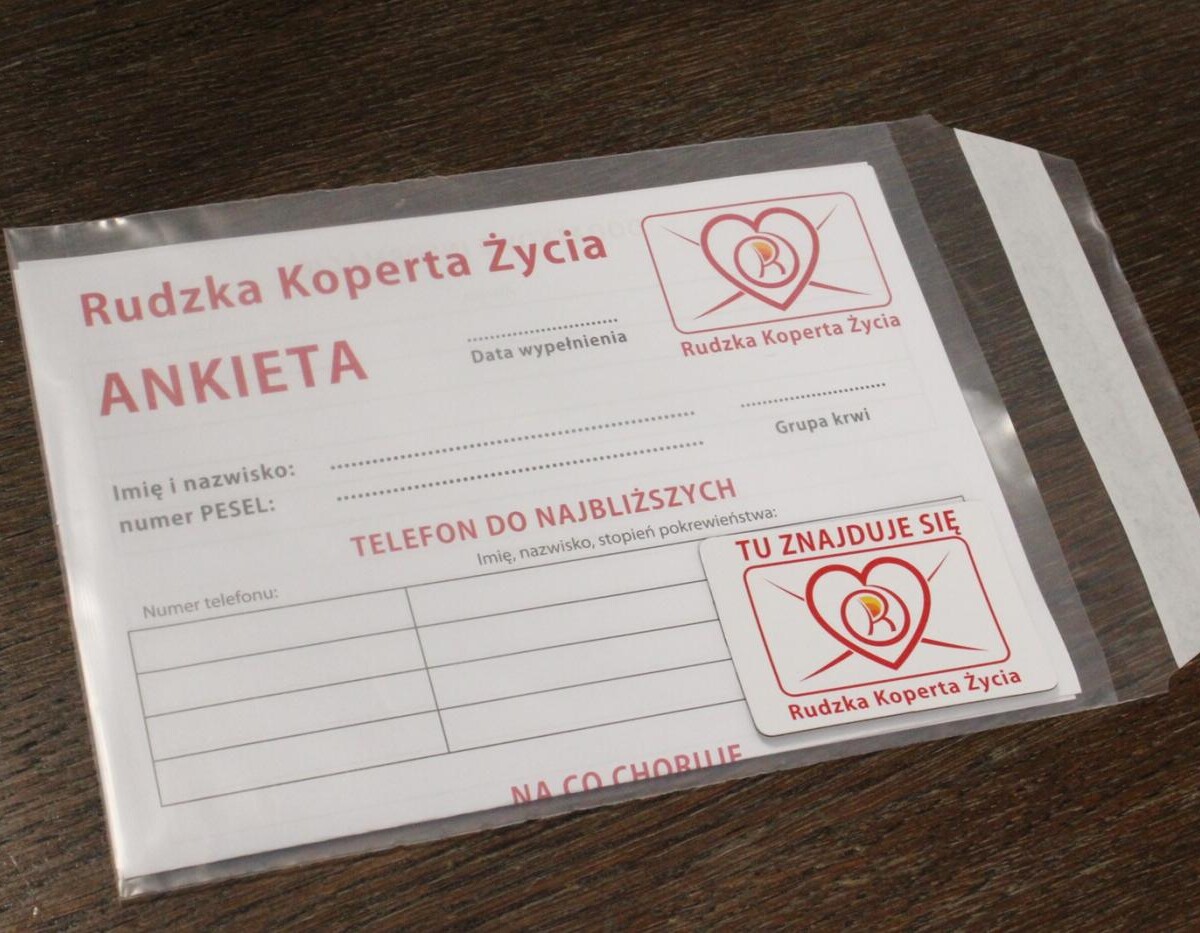 Rudzka Koperta Życia
Rudzka Koperta Życia
ANKIETA
....................
Data wypełnienia
Imię i nazwisko: ..................................................
numer PESEL: ..................................................
....................
Grupa krwi
TELEFON DO NAJBLIŻSZYCH
Numer telefonu:
Imię, nazwisko, stopień pokrewieństwa:
TU ZNAJDUJE SIĘ
R
Rudzka Koperta Życia
NA CO CHORUJE